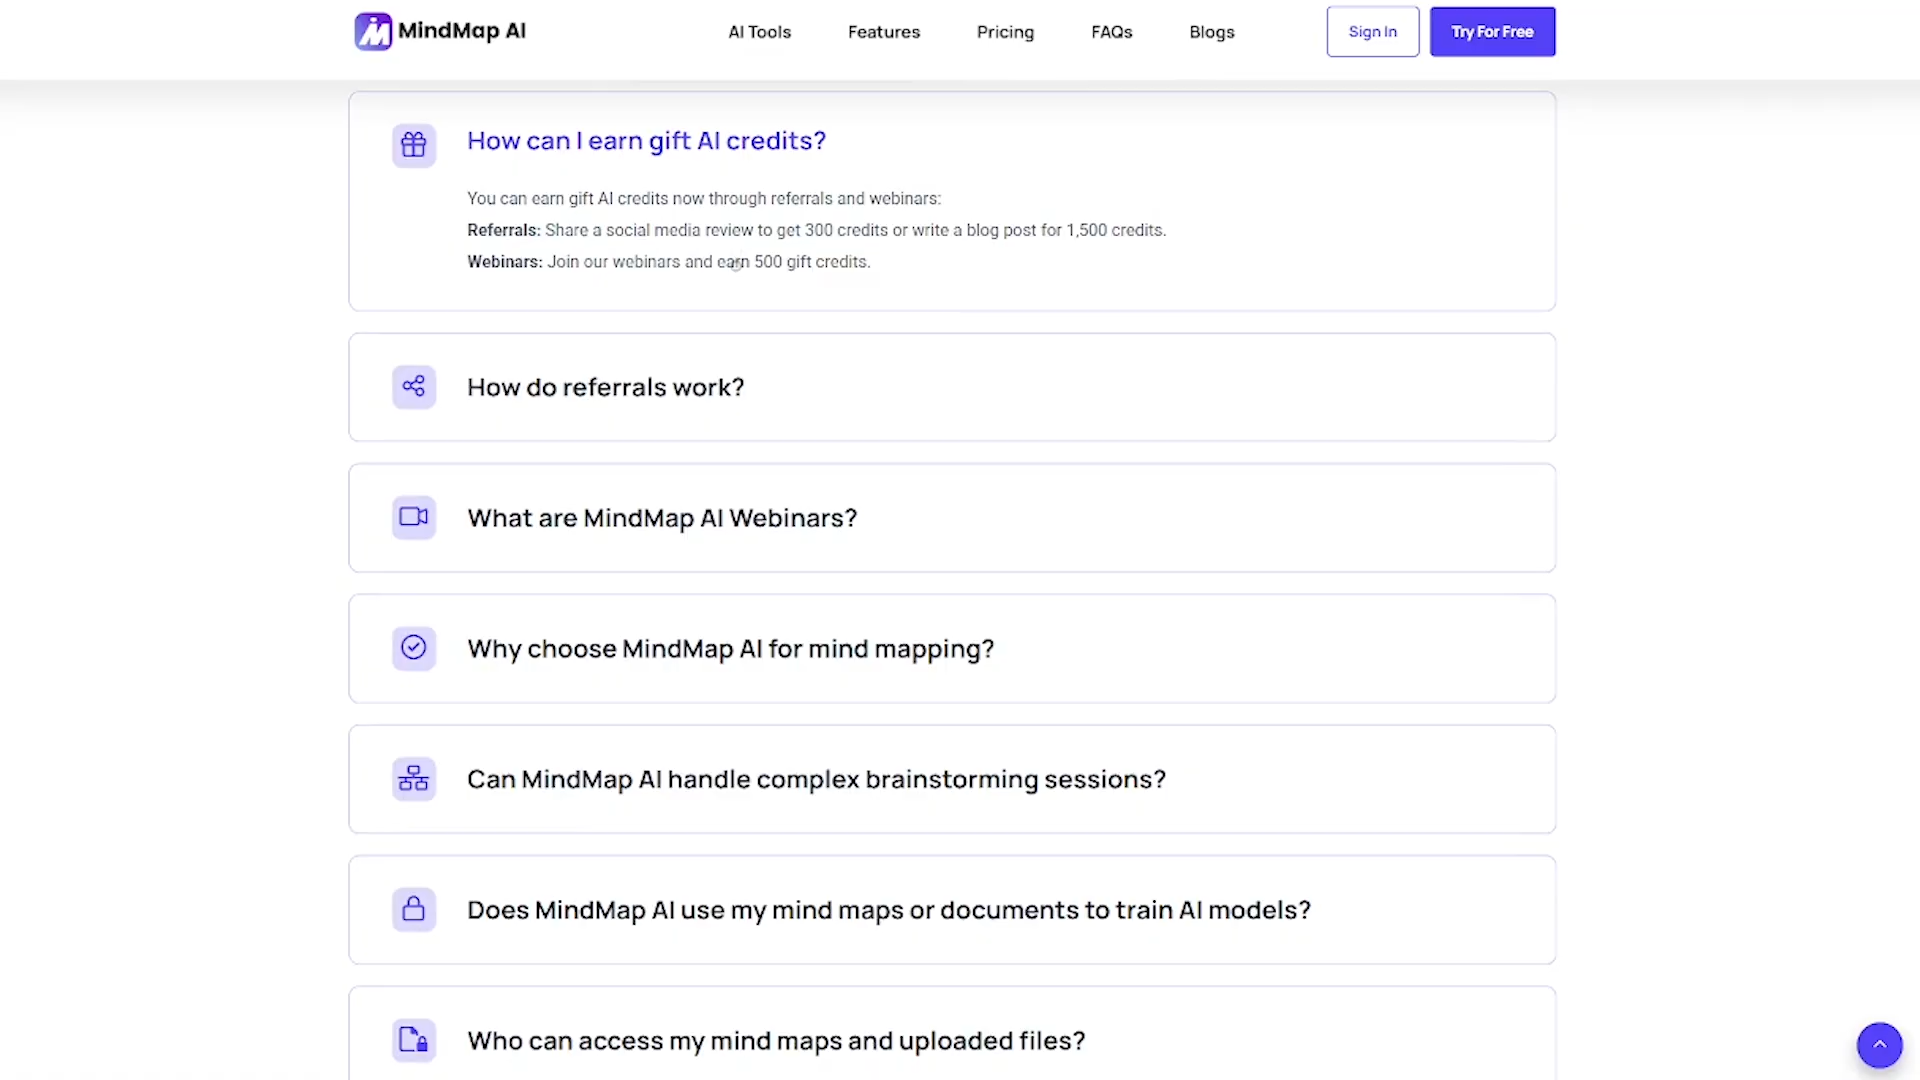 MindMap AI
AI Tools
Features
Pricing
FAQs
Blogs
Sign In
Try For Free
How can I earn gift AI credits?
You can earn gift AI credits now through referrals and webinars:
Referrals: Share a social media review to get 300 credits or write a blog post for 1,500 credits.
Webinars: Join our webinars and earn 500 gift credits.
How do referrals work?
What are MindMap AI Webinars?
Why choose MindMap AI for mind mapping?
Can MindMap AI handle complex brainstorming sessions?
Does MindMap AI use my mind maps or documents to train AI models?
Who can access my mind maps and uploaded files?